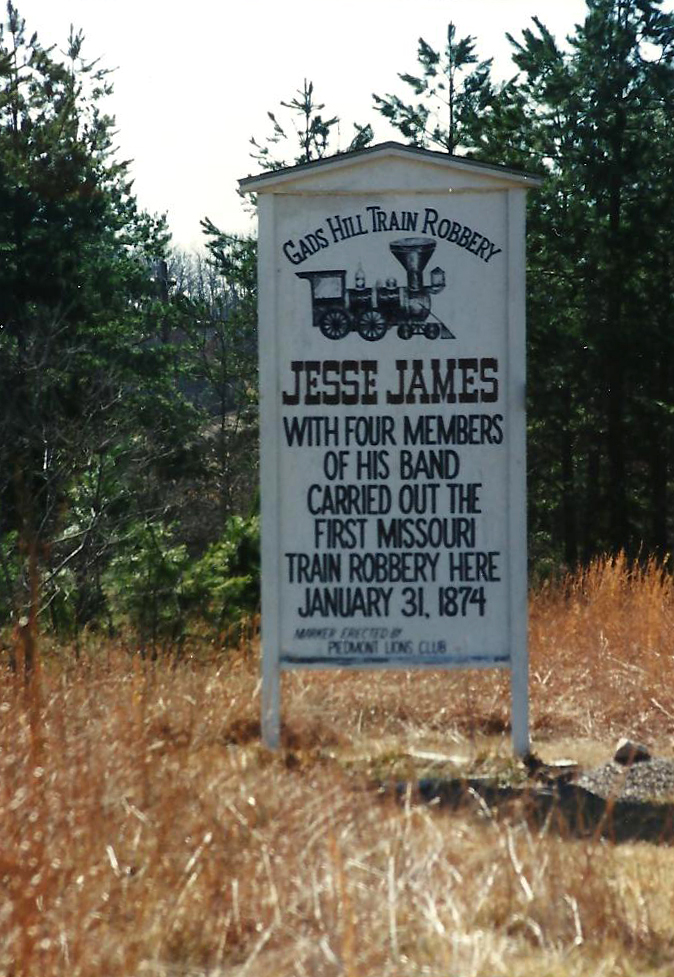 GADS HILL TRAIN ROBBERY
JESSE JAMES
WITH FOUR MEMBERS
OF HIS BAND
CARRIED OUT THE
FIRST MISSOURI
TRAIN ROBBERY HERE
JANUARY 31, 1874
MARKER ERECTED BY
PIEDMONT LIONS CLUB